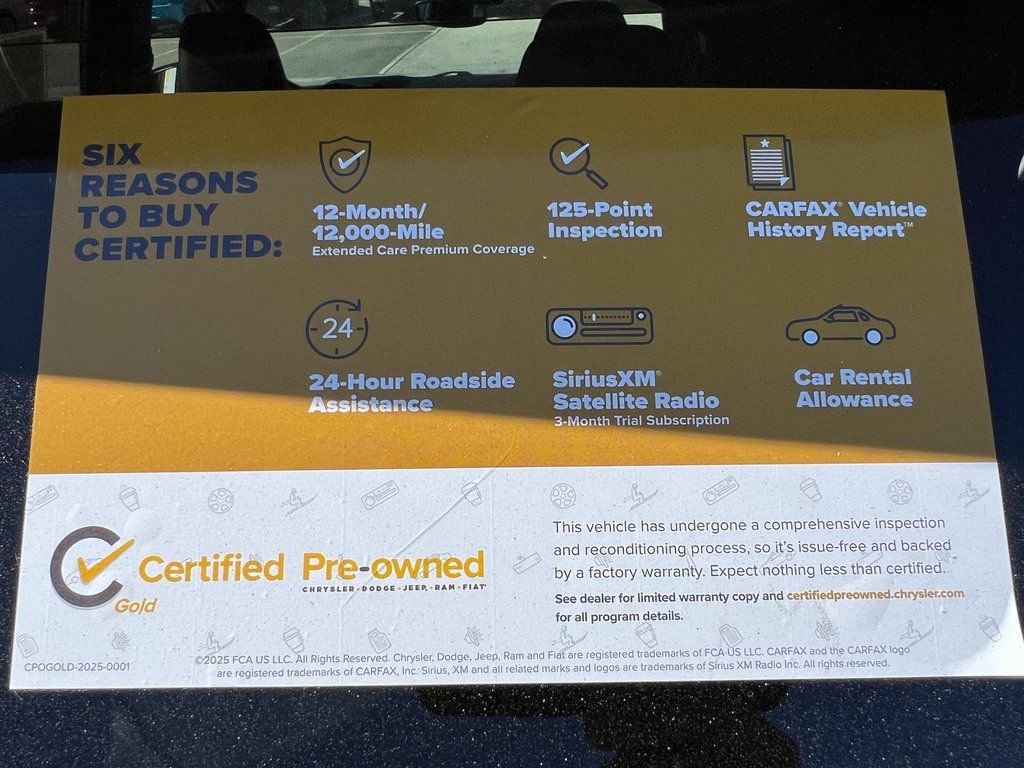 SIX
REASONS
TO BUY
CERTIFIED:
12-Month/
12,000-Mile
Extended Care Premium Coverage
125-Point
Inspection
CARFAX® Vehicle
History Report™
24
24-Hour Roadside
Assistance
SiriusXM®
Satellite Radio
3-Month Trial Subscription
Car Rental
Allowance
Certified Pre-owned
CHRYSLER • DODGE • JEEP® • RAM • FIAT®
Gold
This vehicle has undergone a comprehensive inspection
and reconditioning process, so it's issue-free and backed
by a factory warranty. Expect nothing less than certified.
See dealer for limited warranty copy and certifiedpreowned.chrysler.com
for all program details.
CPOGOLD-2025-0001
©2025 FCA US LLC. All Rights Reserved. Chrysler, Dodge, Jeep, Ram and Fiat are registered trademarks of FCA US LLC. CARFAX and the CARFAX logo
are registered trademarks of CARFAX, Inc. Sirius, XM and all related marks and logos are trademarks of Sirius XM Radio Inc. All rights reserved.